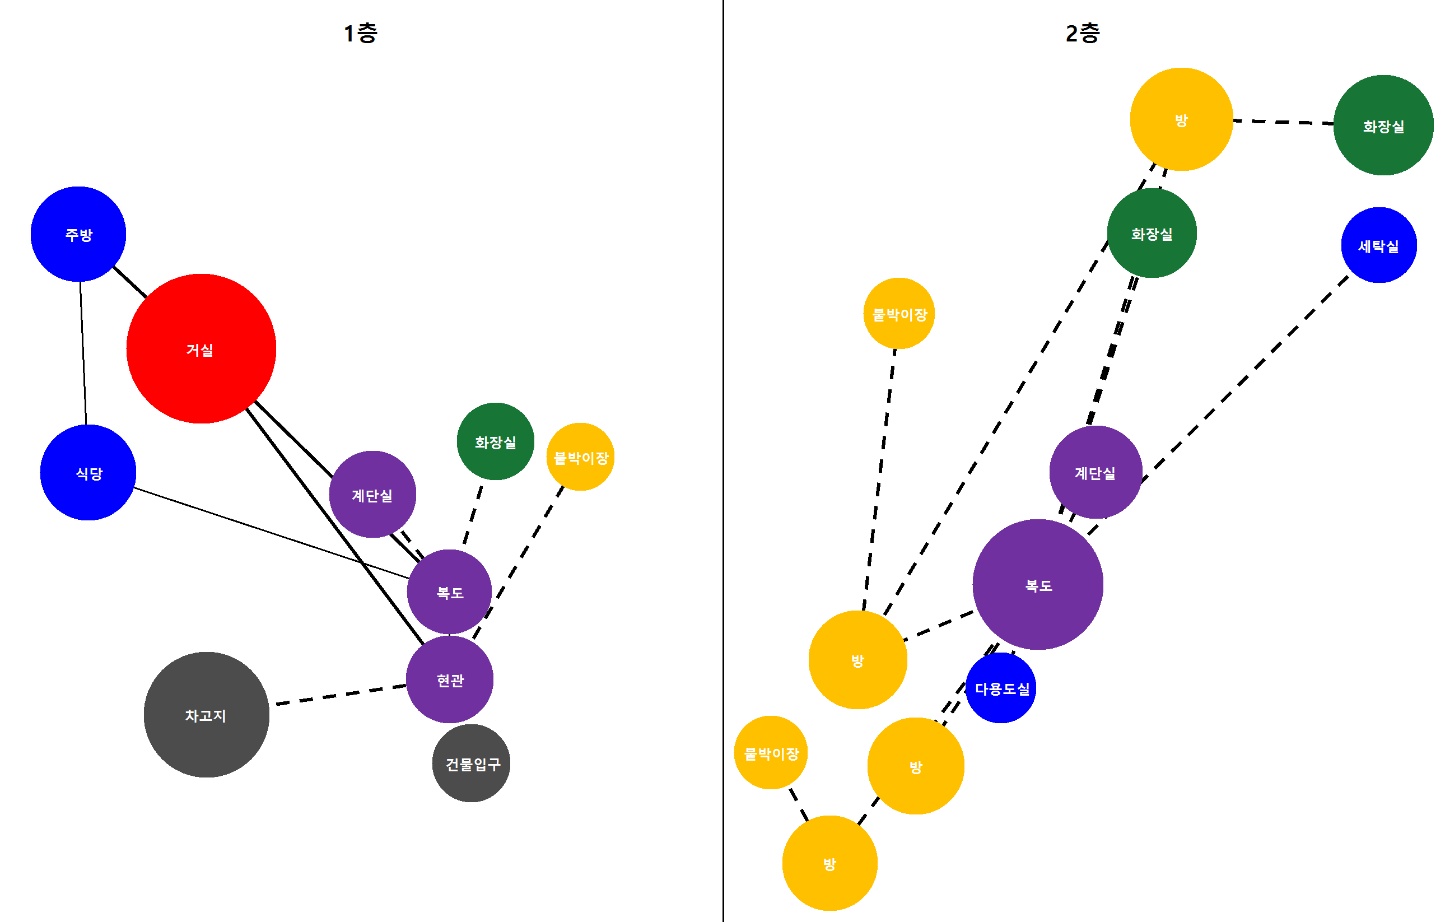 1층
주방
거실
화장실
붙박이장
식당
계단실
복도
현관
차고지
건물입구
2층
방
화장실
화장실
세탁실
붙박이장
계단실
복도
방
다용도실
붙박이장
방
방